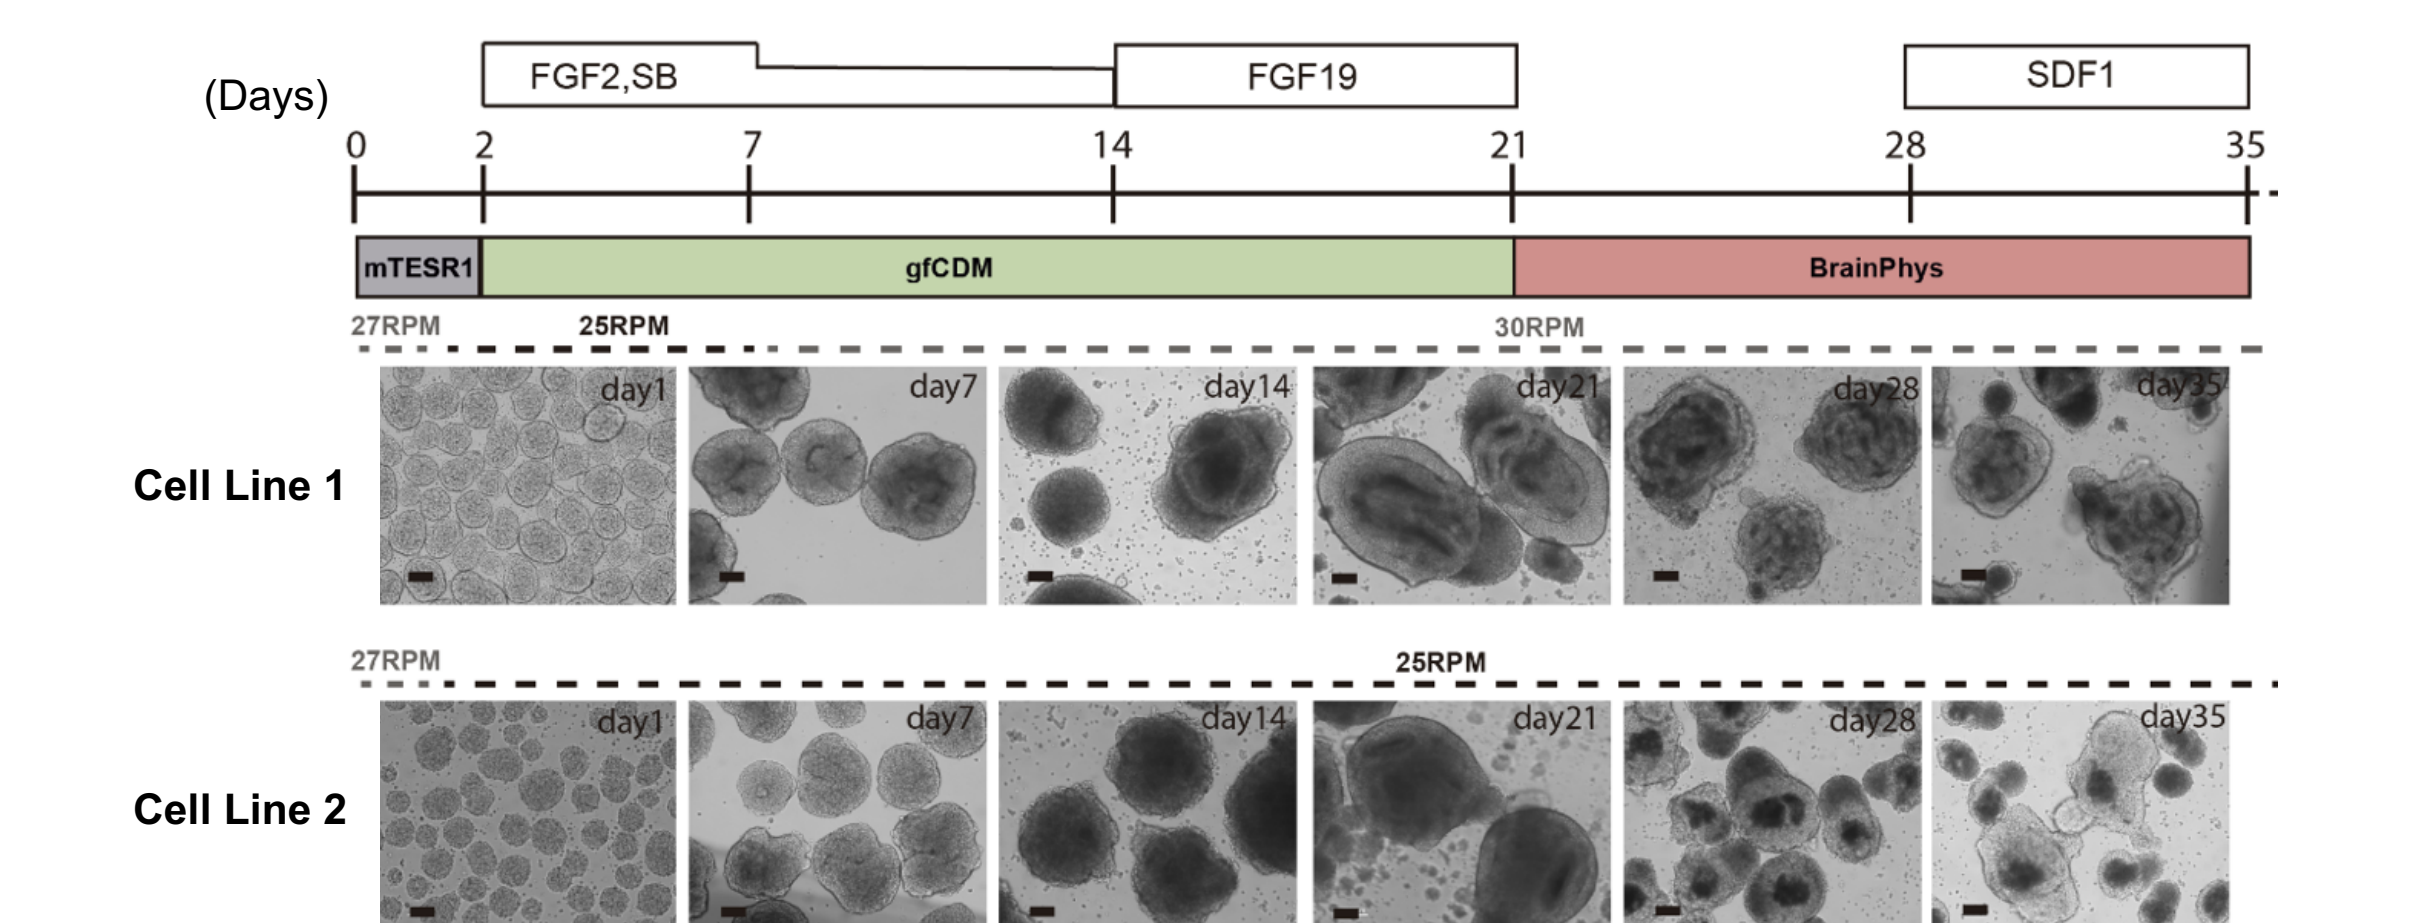 FGF2,SB FGF19 SDF1
(Days)
0 2 7 14 21 28 35
mTESR1 gfCDM BrainPhys
27RPM 25RPM 30RPM
day1 day7 day14 day21 day28 day35
Cell Line 1
27RPM 25RPM
day1 day7 day14 day21 day28 day35
Cell Line 2